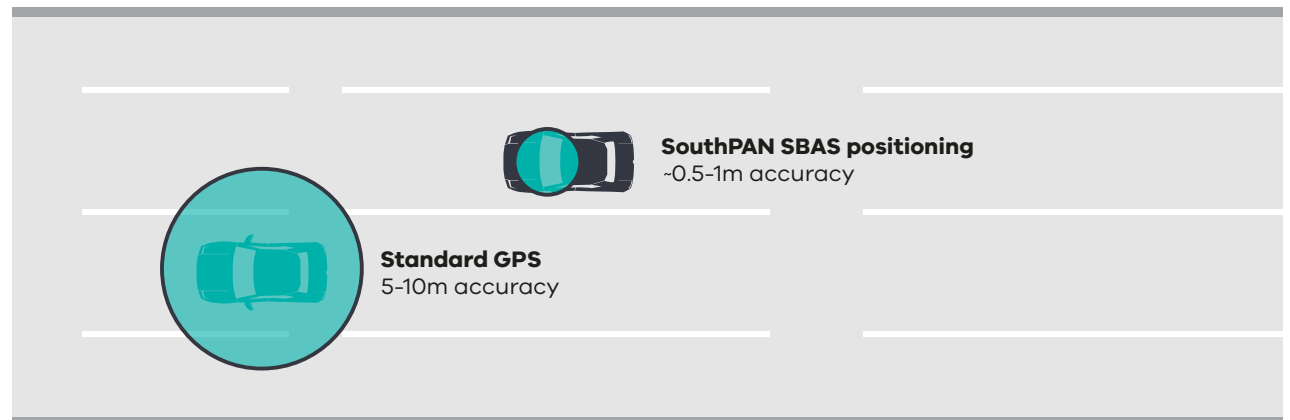 SouthPAN SBAS positioning
~0.5-1m accuracy
Standard GPS
5-10m accuracy